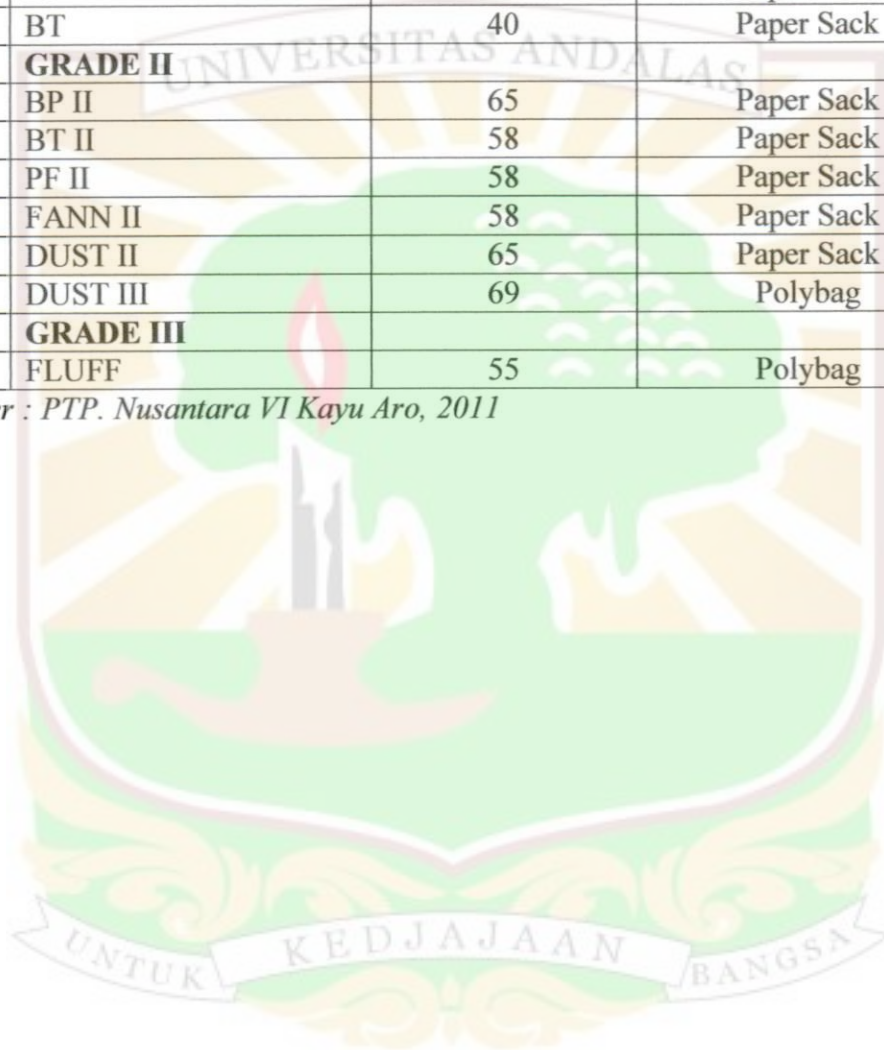 BT 40 Paper Sack
GRADE II
BP II 65 Paper Sack
BT II 58 Paper Sack
PF II 58 Paper Sack
FANN II 58 Paper Sack
DUST II 65 Paper Sack
DUST III 69 Polybag
GRADE III
FLUFF 55 Polybag
r : PTP. Nusantara VI Kayu Aro, 2011
UNIVERSITAS ANDALAS
UNTUK KEDJAJAAN BANGSA